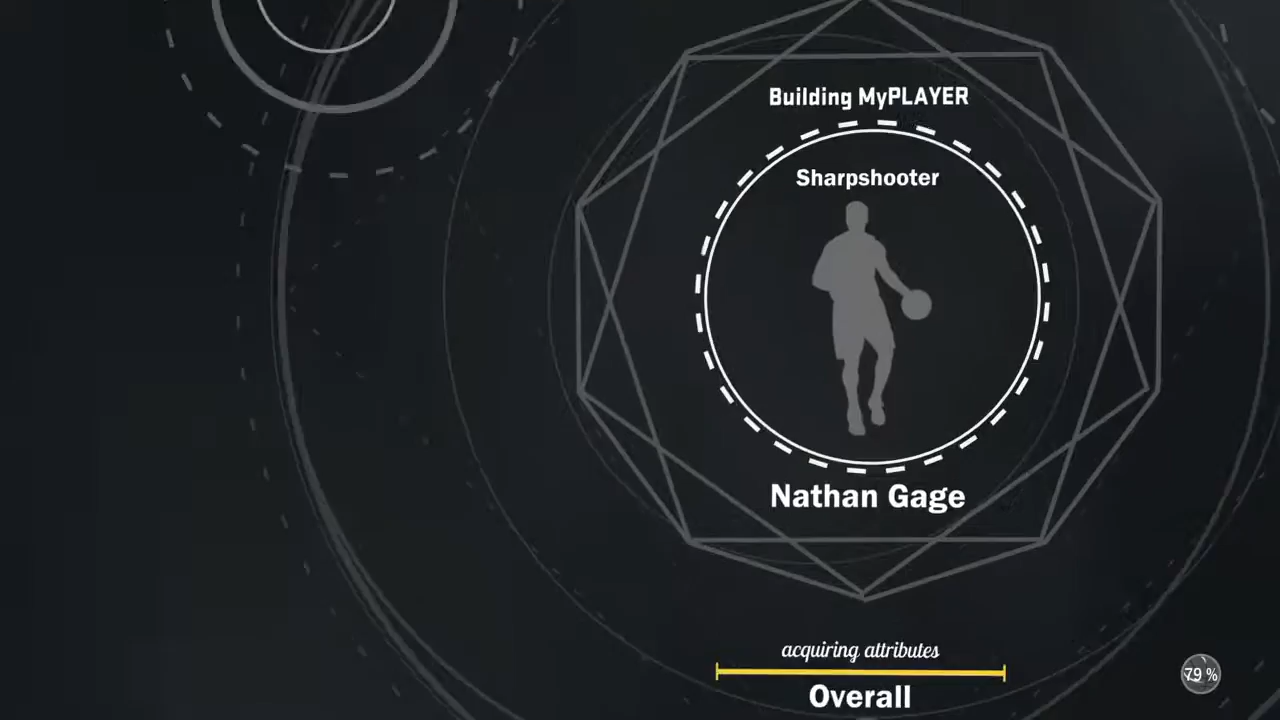 Building MyPLAYER
Sharpshooter
Nathan Gage
acquiring attributes
79 %
Overall